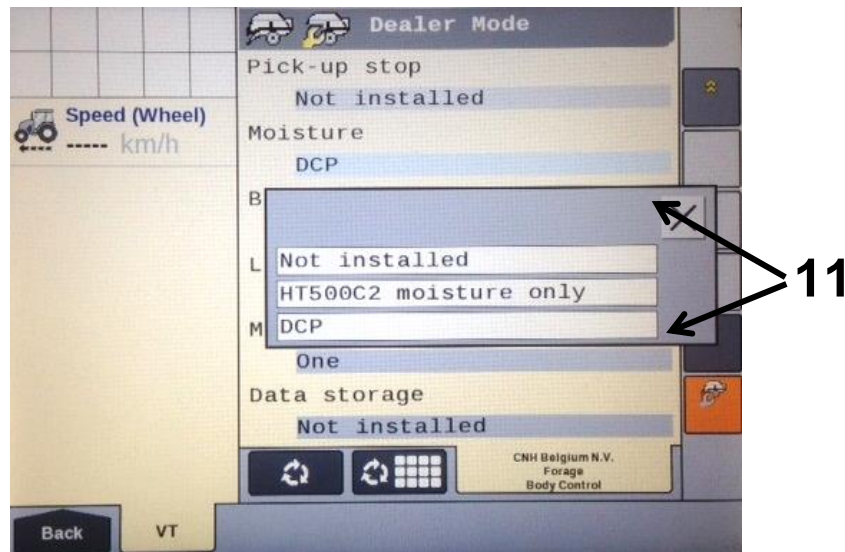 Dealer Mode
Pick-up stop
Not installed
Speed (Wheel)
----- km/h
Moisture
DCP
B
Not installed
L
HT500C2 moisture only
M
DCP
11
One
Data storage
Not installed
CNH Belgium N.V.
Forage
Body Control
Back
VT